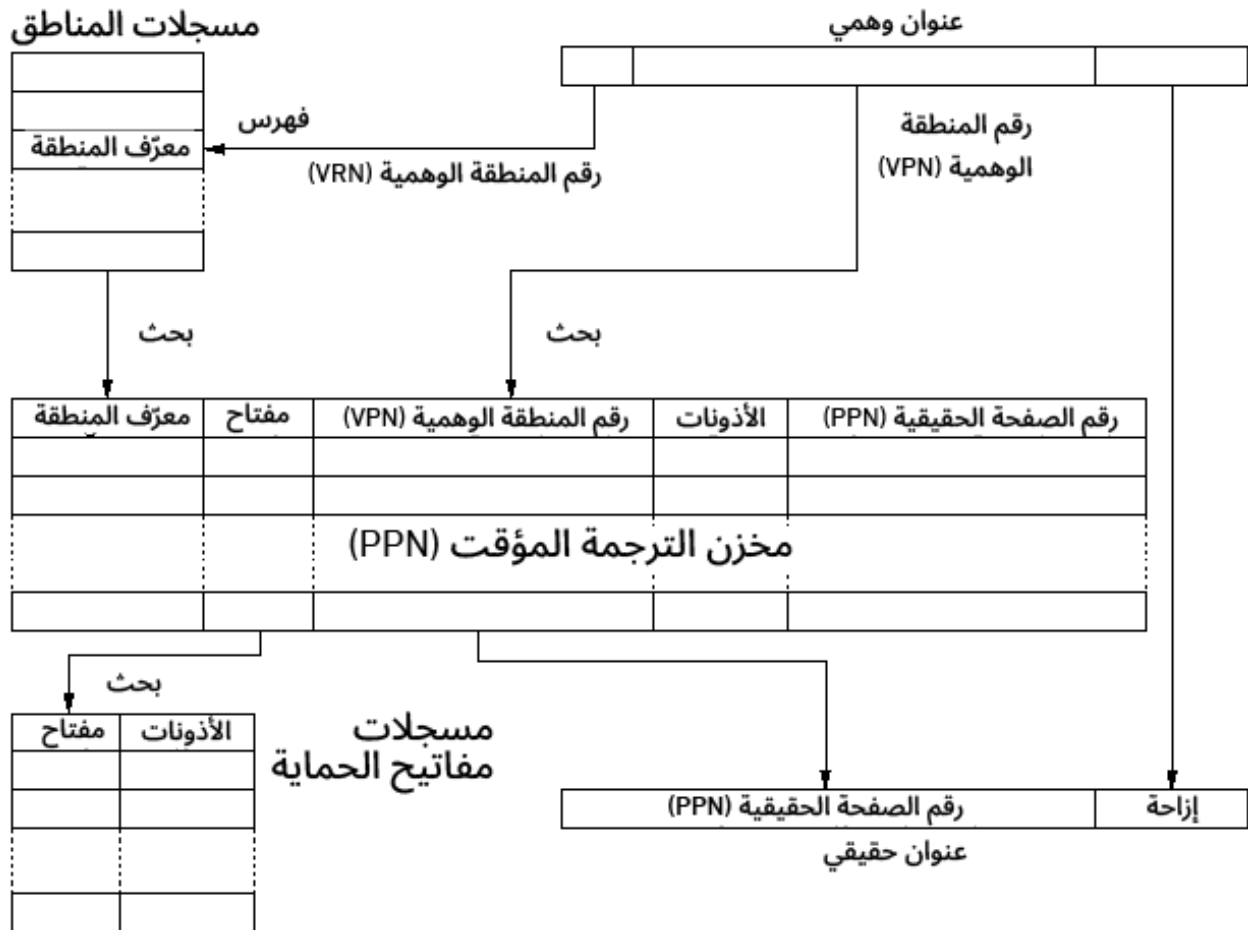 مسجلات المناطق
عنوان وهمي
فهرس
معرّف المنطقة
رقم المنطقة الوهمية (VRN)
رقم المنطقة
الوهمية (VPN)
بحث
بحث
معرّف المنطقة
مفتاح
رقم المنطقة الوهمية (VPN)
الأذونات
رقم الصفحة الحقيقية (PPN)
مخزن الترجمة المؤقت (PPN)
بحث
مفتاح
الأذونات
مسجلات
مفاتيح الحماية
رقم الصفحة الحقيقية (PPN)
إزاحة
عنوان حقيقي